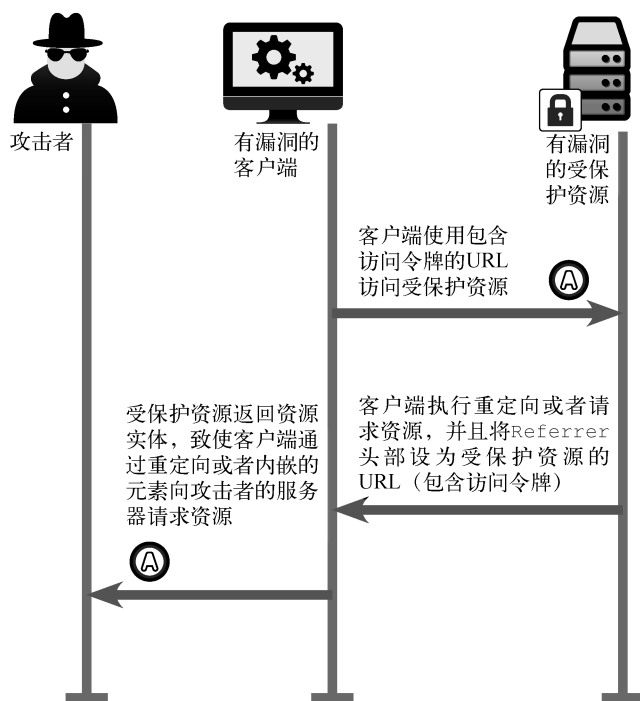 攻击者
有漏洞的
客户端
有漏洞
的受保
护资源
客户端使用包含
访问令牌的URL
访问受保护资源
A
受保护资源返回资源
实体，致使客户端通
过重定向或者内嵌的
元素向攻击者的服务
器请求资源
客户端执行重定向或者请
求资源，并且将Referrer
头部设为受保护资源的
URL（包含访问令牌）
A